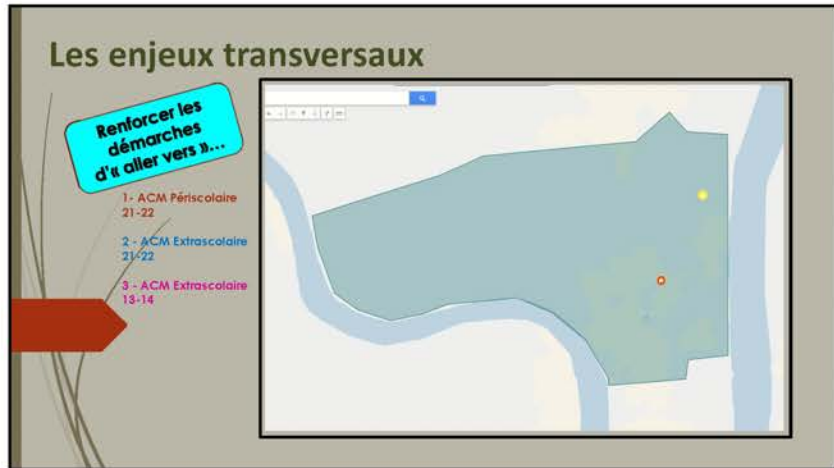 Les enjeux transversaux
Renforcer les
démarches
d'« aller vers »...
1- ACM Périscolaire
21-22
2 - ACM Extrascolaire
21-22
3 - ACM Extrascolaire
13-14